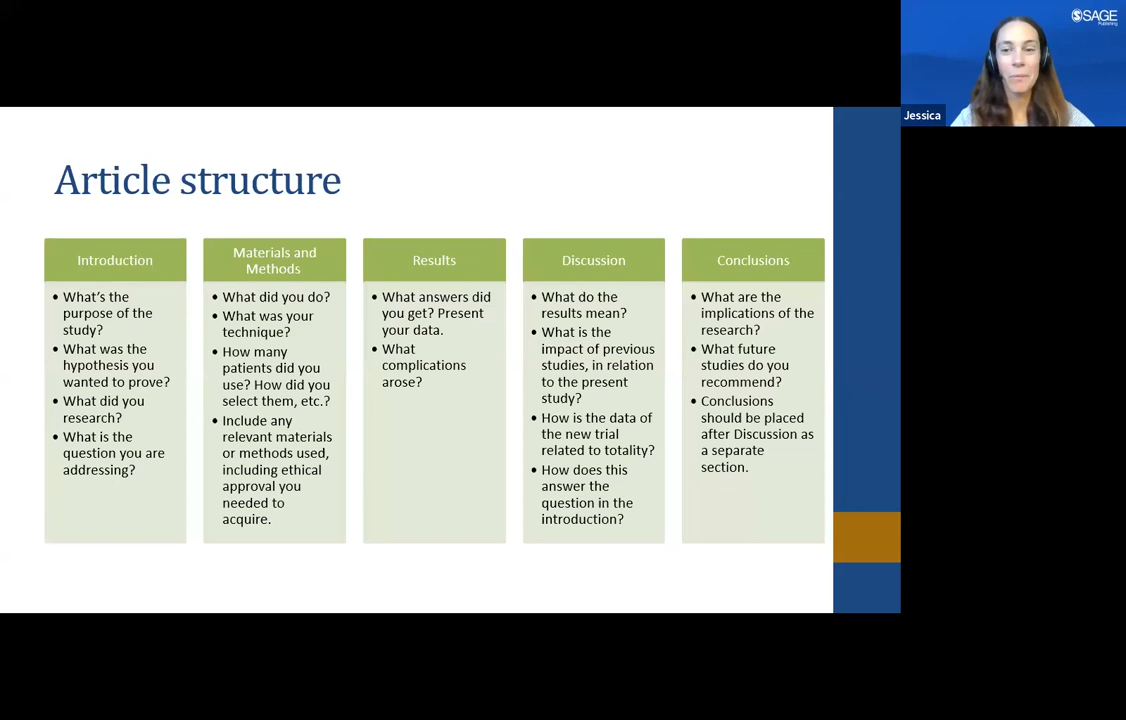 SAGE
Publishing
Jessica
Article structure
Introduction
• What's the
purpose of the
study?
• What was the
hypothesis you
wanted to prove?
• What did you
research?
• What is the
question you are
addressing?
Materials and
Methods
• What did you do?
• What was your
technique?
• How many
patients did you
use? How did you
select them, etc.?
• Include any
relevant materials
or methods used,
including ethical
approval you
needed to
acquire.
Results
• What answers did
you get? Present
your data.
• What
complications
arose?
Discussion
• What do the
results mean?
• What is the
impact of previous
studies, in relation
to the present
study?
• How is the data of
the new trial
related to totality?
• How does this
answer the
question in the
introduction?
Conclusions
• What are the
implications of the
research?
• What future
studies do you
recommend?
• Conclusions
should be placed
after Discussion as
a separate
section.